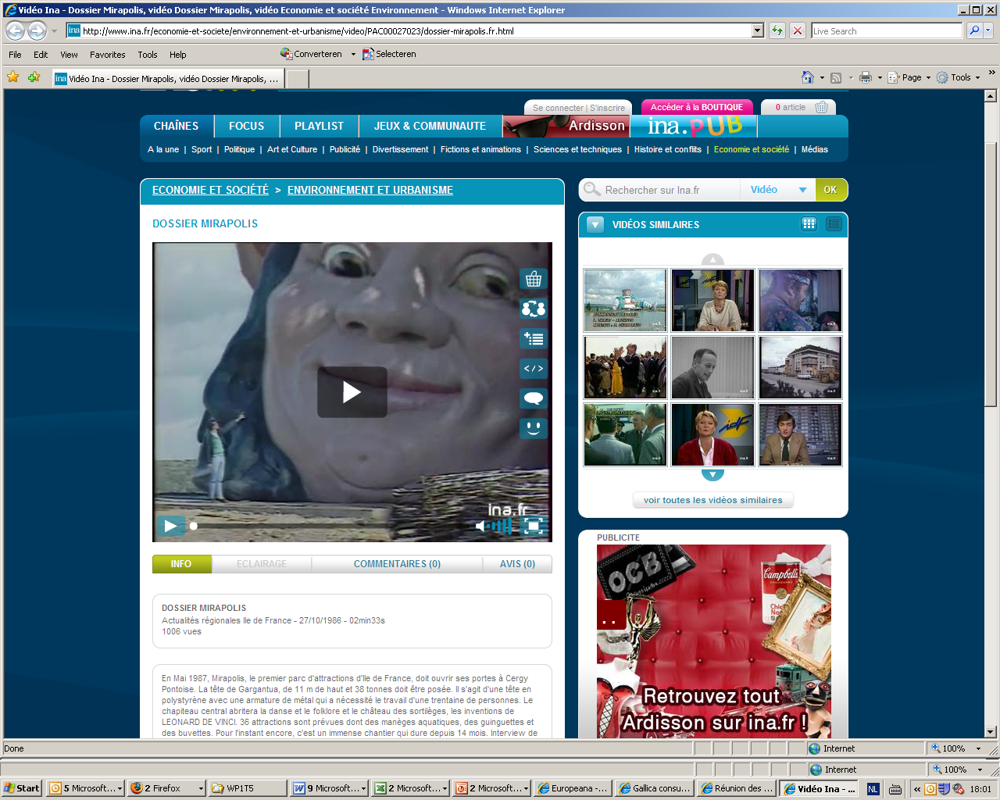 Vidéo Ina - Dossier Mirapolis, vidéo Dossier Mirapolis, vidéo Economie et société Environnement - Windows Internet Explorer
http://www.ina.fr/economie-et-societe/environnement-et-urbanisme/video/PAC00027023/dossier-mirapolis.fr.html
Live Search
File Edit View Favorites Tools Help
Converteren Selecteren
ina Vidéo Ina - Dossier Mirapolis, vidéo Dossier Mirapolis, ...
Page Tools »
Se connecter | S'inscrire
Accéder à la BOUTIQUE
0 article
CHAÎNES FOCUS PLAYLIST JEUX & COMMUNAUTE Ardisson ina.PUB
A la une | Sport | Politique | Art et Culture | Publicité | Divertissement | Fictions et animations | Sciences et techniques | Histoire et conflits | Economie et société | Médias
ECONOMIE ET SOCIÉTÉ > ENVIRONNEMENT ET URBANISME
Rechercher sur Ina.fr Vidéo OK
DOSSIER MIRAPOLIS
VIDÉOS SIMILAIRES
idf
ina.fr
voir toutes les vidéos similaires
INFO ECLAIRAGE COMMENTAIRES (0) AVIS (0)
DOSSIER MIRAPOLIS
Actualités régionales Ile de France - 27/10/1986 - 02min33s
1006 vues
En Mai 1987, Mirapolis, le premier parc d'attractions d'Ile de France, doit ouvrir ses portes à Cergy
Pontoise. La tête de Gargantua, de 11 m de haut et 38 tonnes doit être posée. Il s'agit d'une tête en
polystyrène avec une armature de métal qui a nécessité le travail d'une trentaine de personnes. Le
chapiteau central abritera la danse et le folklore et le château des sortilèges, les inventions de
LEONARD DE VINCI. 36 attractions sont prévues dont des manèges aquatiques, des guinguettes et
des buvettes. Pour l'instant encore, c'est un immense chantier qui dure depuis 14 mois. Interview de
PUBLICITE
OCB
Premium
Campbell's
Retrouvez tout
Ardisson sur ina.fr !
Done
Internet
100%
Internet
100%
Start 5 Microsoft... 2 Firefox WP1T5 9 Microsoft... 2 Microsoft... 2 Microsoft... Europeana -... Gallica consu... Réunion des ... Vidéo Ina - ... NL « 18:01